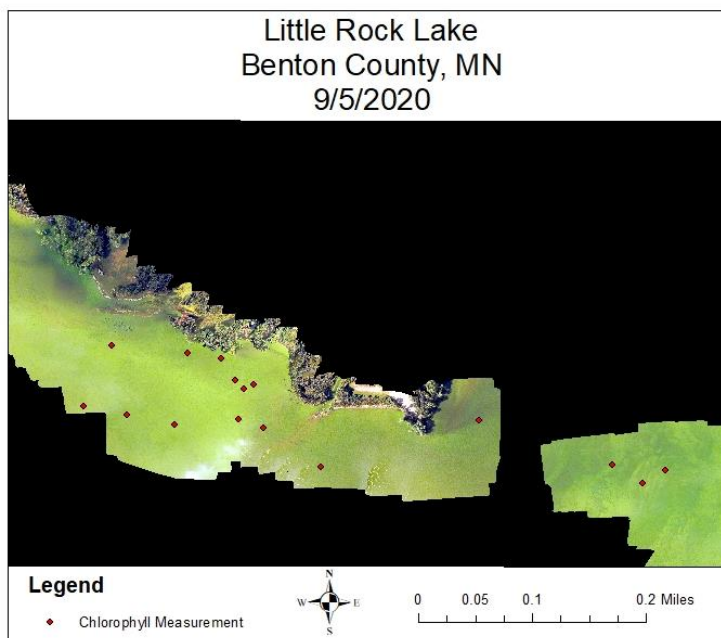 Little Rock Lake
Benton County, MN
9/5/2020
Legend
Chlorophyll Measurement
N
W E
S
0 0.05 0.1 0.2 Miles